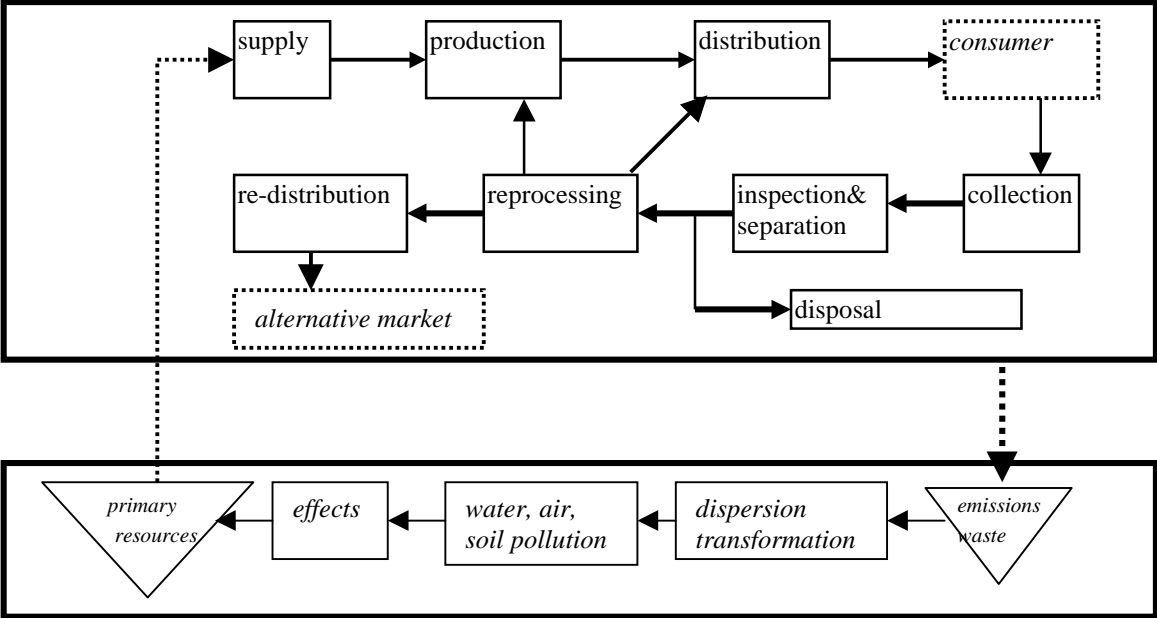 supply
production
distribution
consumer
re-distribution
reprocessing
inspection&
separation
collection
alternative market
disposal
primary
resources
effects
water, air,
soil pollution
dispersion
transformation
emissions
waste